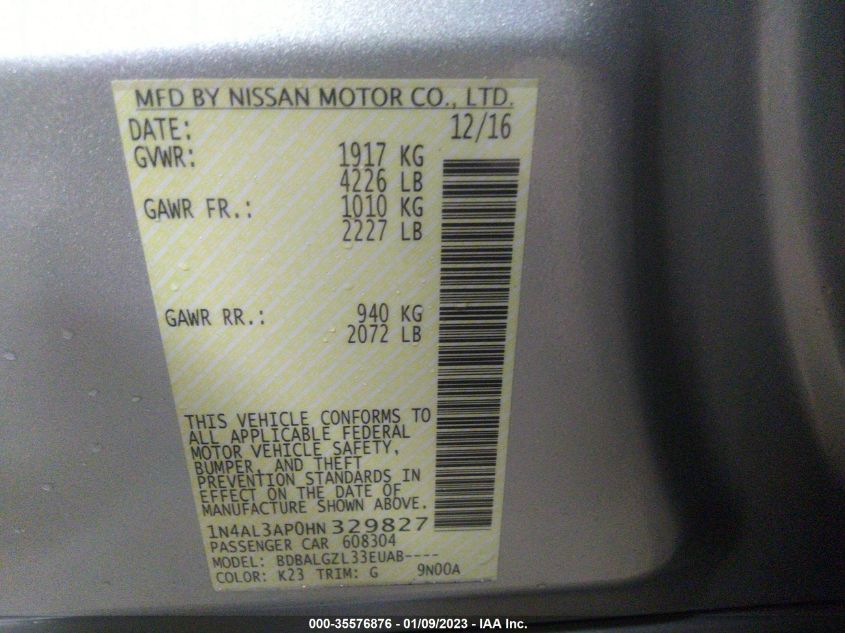 MFD BY NISSAN MOTOR CO., LTD.
DATE: 12/16
GVWR: 1917 KG
4226 LB
GAWR FR.: 1010 KG
2227 LB
GAWR RR.: 940 KG
2072 LB
THIS VEHICLE CONFORMS TO
ALL APPLICABLE FEDERAL
MOTOR VEHICLE SAFETY,
BUMPER, AND THEFT
PREVENTION STANDARDS IN
EFFECT ON THE DATE OF
MANUFACTURE SHOWN ABOVE.
1N4AL3AP0HN 329827
PASSENGER CAR 608304
MODEL: BDBALGZL33EUAB----
COLOR: K23 TRIM: G 9N00A
000-35576876 - 01/09/2023 - IAA Inc.